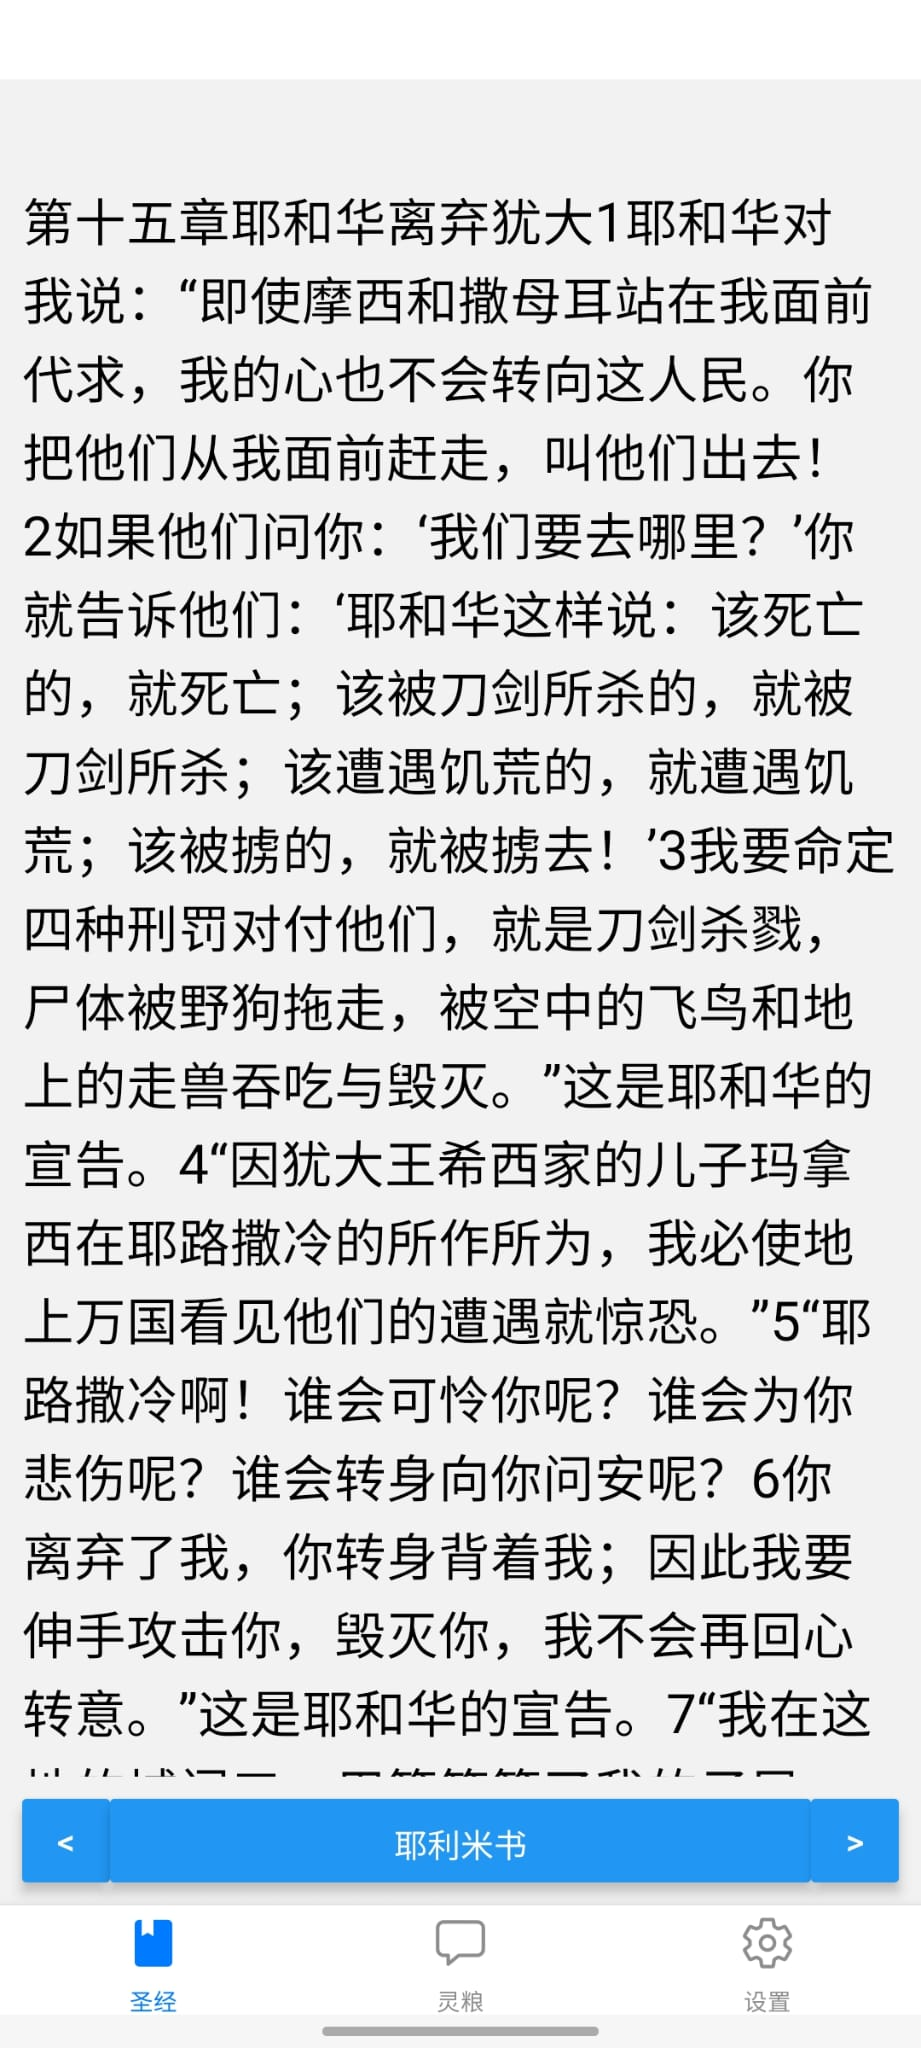 第十五章耶和华离弃犹大1耶和华对
我说：“即使摩西和撒母耳站在我面前
代求，我的心也不会转向这人民。你
把他们从我面前赶走，叫他们出去！
2如果他们问你：‘我们要去哪里？’你
就告诉他们：‘耶和华这样说：该死亡
的，就死亡；该被刀剑所杀的，就被
刀剑所杀；该遭遇饥荒的，就遭遇饥
荒；该被掳的，就被掳去！’3我要命定
四种刑罚对付他们，就是刀剑杀戮，
尸体被野狗拖走，被空中的飞鸟和地
上的走兽吞吃与毁灭。”这是耶和华的
宣告。4“因犹大王希西家的儿子玛拿
西在耶路撒冷的所作所为，我必使地
上万国看见他们的遭遇就惊恐。”5“耶
路撒冷啊！谁会可怜你呢？谁会为你
悲伤呢？谁会转身向你问安呢？6你
离弃了我，你转身背着我；因此我要
伸手攻击你，毁灭你，我不会再回心
转意。”这是耶和华的宣告。7“我在这
< 耶利米书 >
圣经 灵粮 设置